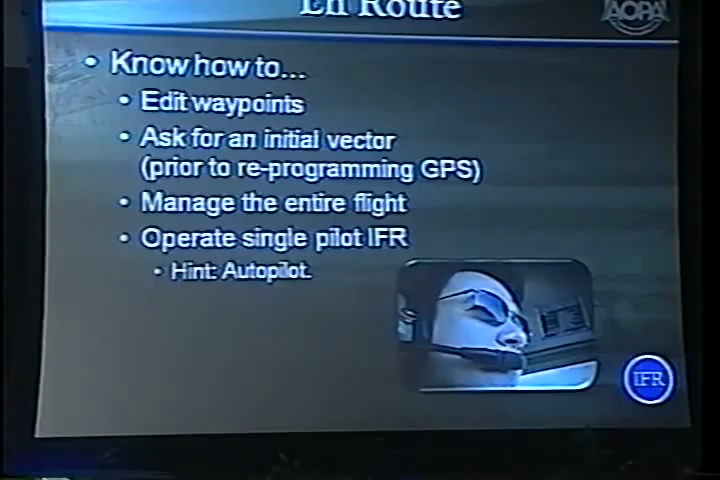 En Route
AOPA
• Know how to...
• Edit waypoints
• Ask for an initial vector
(prior to re-programming GPS)
• Manage the entire flight
• Operate single pilot IFR
• Hint: Autopilot.
IFR